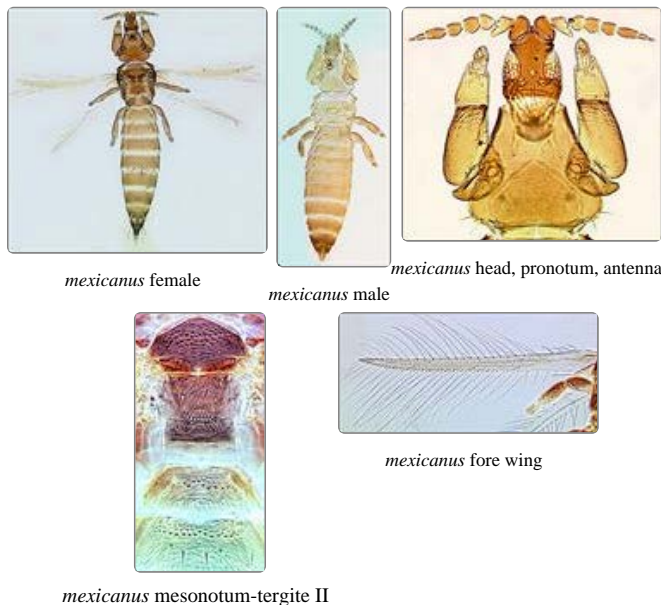 mexicanus female
mexicanus male
mexicanus head, pronotum, antenna
mexicanus fore wing
mexicanus mesonotum-tergite II